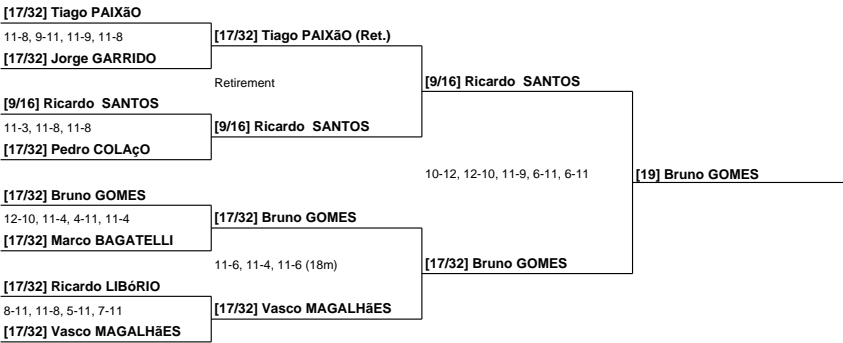 [17/32] Tiago PAIXãO
11-8, 9-11, 11-9, 11-8
[17/32] Tiago PAIXãO (Ret.)
[17/32] Jorge GARRIDO
Retirement
[9/16] Ricardo  SANTOS
[9/16] Ricardo  SANTOS
11-3, 11-8, 11-8
[9/16] Ricardo  SANTOS
[17/32] Pedro COLAçO
10-12, 12-10, 11-9, 6-11, 6-11
[19] Bruno GOMES
[17/32] Bruno GOMES
12-10, 11-4, 4-11, 11-4
[17/32] Bruno GOMES
[17/32] Marco BAGATELLI
11-6, 11-4, 11-6 (18m)
[17/32] Bruno GOMES
[17/32] Ricardo LIBóRIO
8-11, 11-8, 5-11, 7-11
[17/32] Vasco MAGALHãES
[17/32] Vasco MAGALHãES